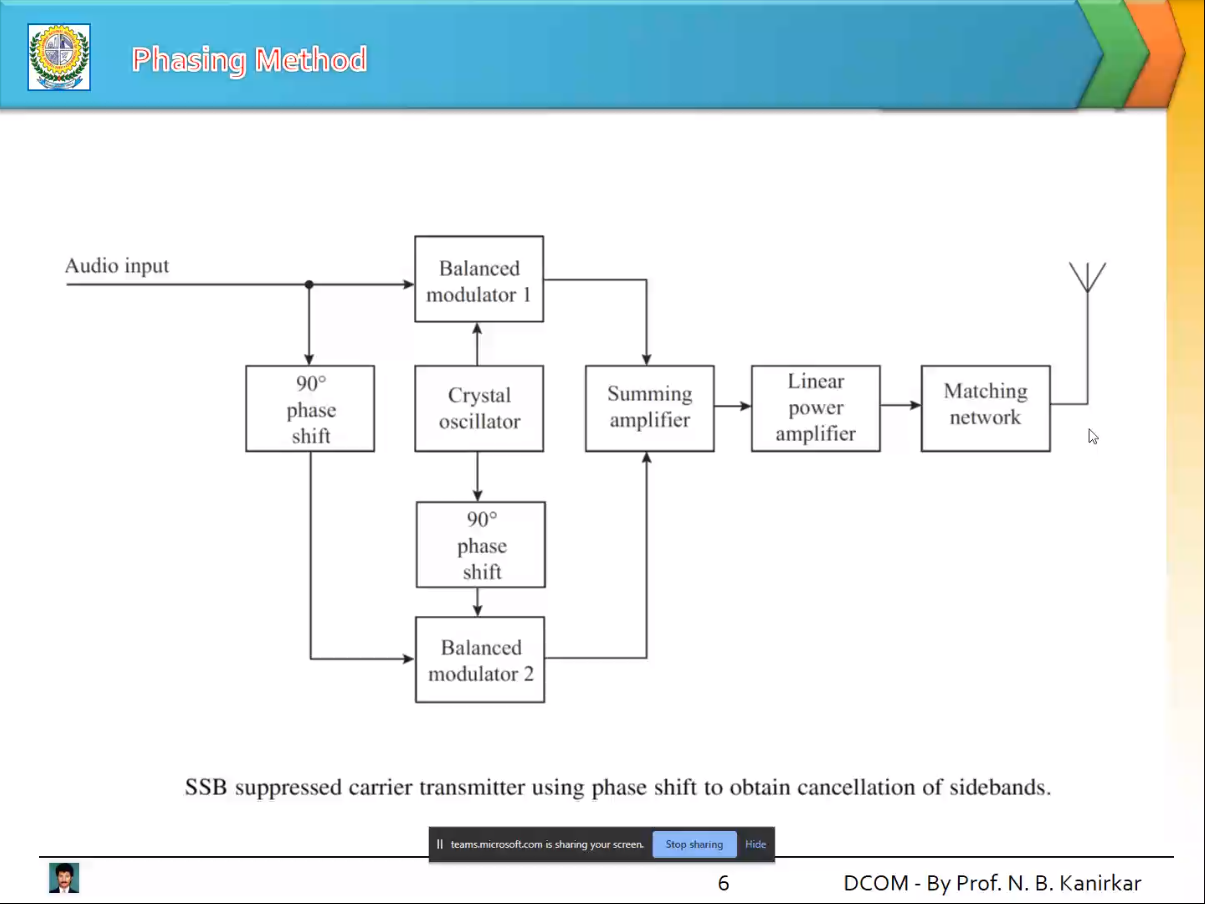 Phasing Method
Audio input
Balanced
modulator 1
90°
phase
shift
Crystal
oscillator
Summing
amplifier
Linear
power
amplifier
Matching
network
90°
phase
shift
Balanced
modulator 2
SSB suppressed carrier transmitter using phase shift to obtain cancellation of sidebands.
teams.microsoft.com is sharing your screen. Stop sharing Hide
6 DCOM - By Prof. N. B. Kanirkar